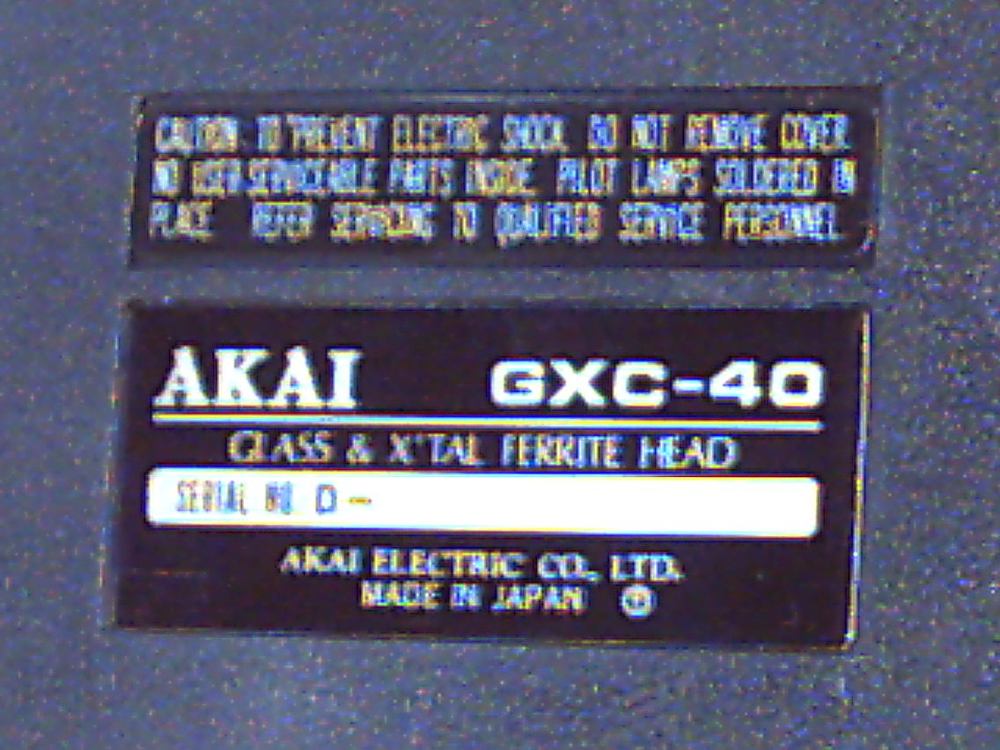 CAUTION: TO PREVENT ELECTRIC SHOCK, DO NOT REMOVE COVER.
NO USER-SERVICEABLE PARTS INSIDE. PILOT LAMPS SOLDERED IN
PLACE. REFER SERVICING TO QUALIFIED SERVICE PERSONNEL.
AKAI GXC-40
GLASS & X'TAL FERRITE HEAD
SERIAL NO. D-
AKAI ELECTRIC CO., LTD.
MADE IN JAPAN